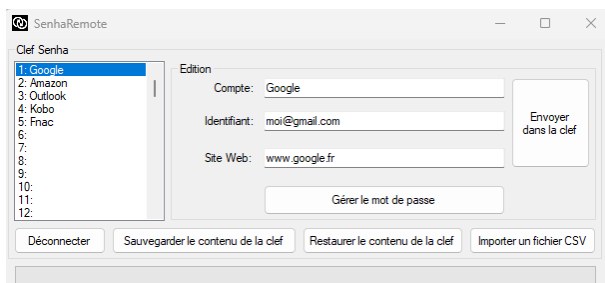 SenhaRemote
Clef Senha
1: Google
2: Amazon
3: Outlook
4: Kobo
5: Fnac
6:
7:
8:
9:
10:
11:
12:
Edition
Compte: Google
Identifiant: moi@gmail.com
Site Web: www.google.fr
Gérer le mot de passe
Envoyer
dans la clef
Déconnecter Sauvegarder le contenu de la clef Restaurer le contenu de la clef Importer un fichier CSV